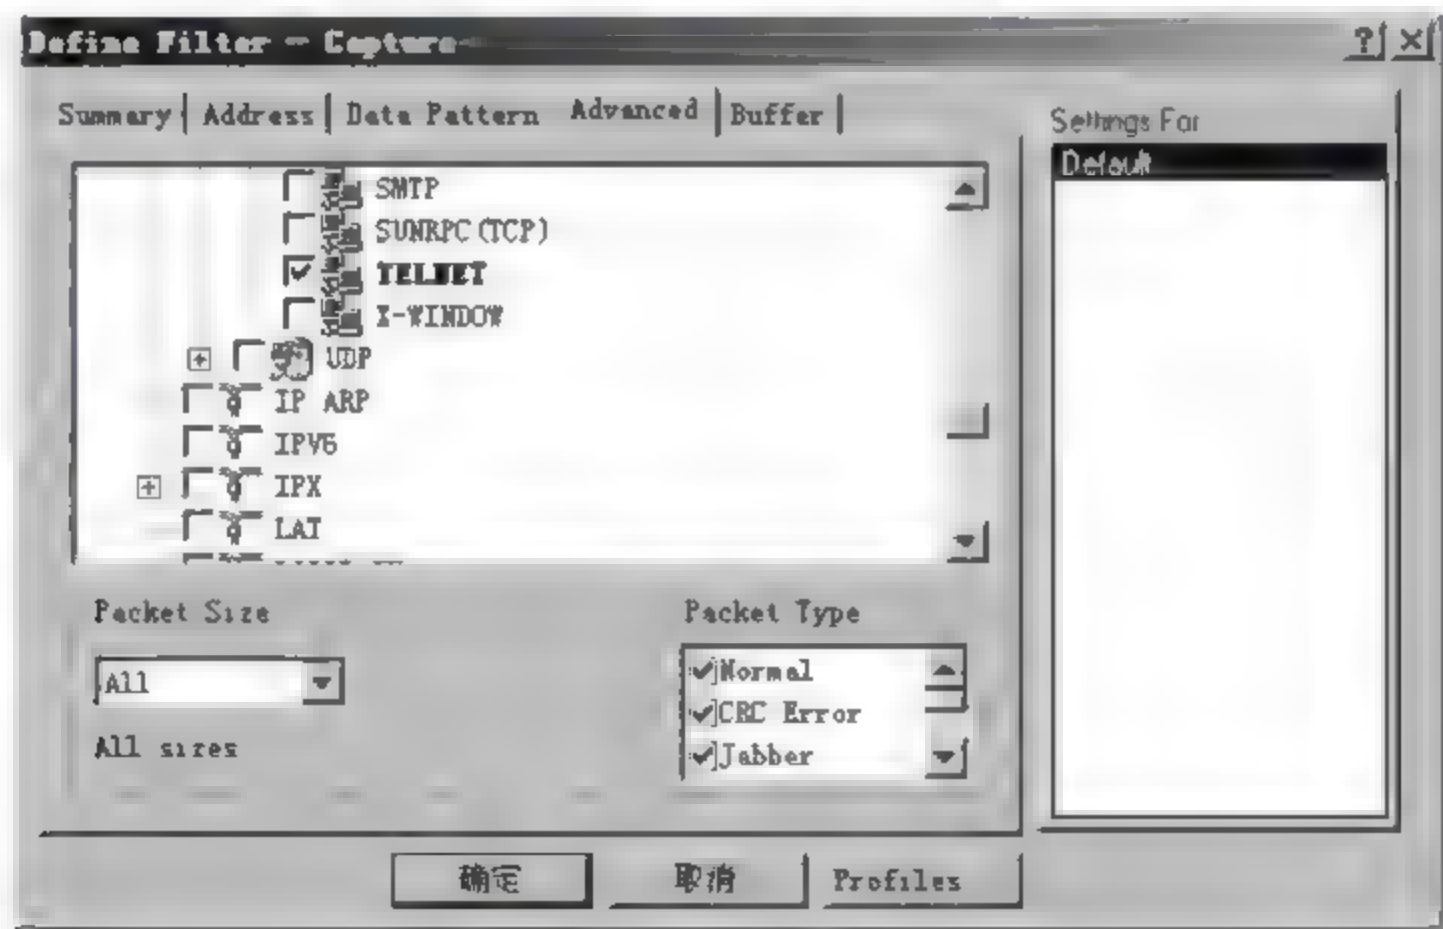 Define Filter - Capture
Summary Address Data Pattern Advanced Buffer
Settings For
Default
SMTP
SUNRPC(TCP)
TELNET
X-WINDOW
UDP
IP ARP
IPV6
IPX
LAT
Packet Size
All
All sizes
Packet Type
Normal
CRC Error
Jabber
确定 取消 Profiles